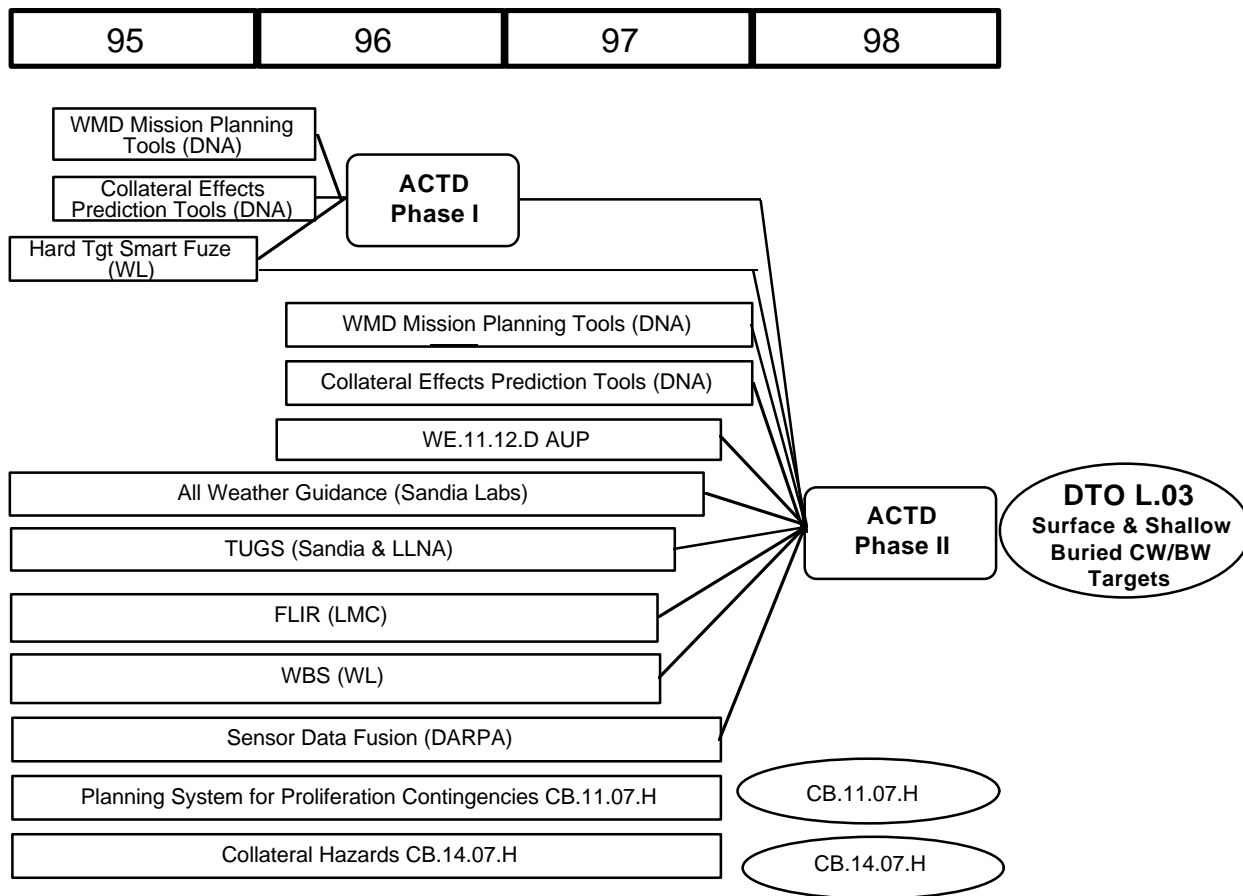 95 96 97 98
WMD Mission Planning
Tools (DNA)
Collateral Effects
Prediction Tools (DNA)
Hard Tgt Smart Fuze
(WL)
ACTD
Phase I
WMD Mission Planning Tools (DNA)
Collateral Effects Prediction Tools (DNA)
WE.11.12.D AUP
All Weather Guidance (Sandia Labs)
TUGS (Sandia & LLNA)
FLIR (LMC)
WBS (WL)
Sensor Data Fusion (DARPA)
Planning System for Proliferation Contingencies CB.11.07.H
Collateral Hazards CB.14.07.H
ACTD
Phase II
DTO L.03
Surface & Shallow
Buried CW/BW
Targets
CB.11.07.H
CB.14.07.H